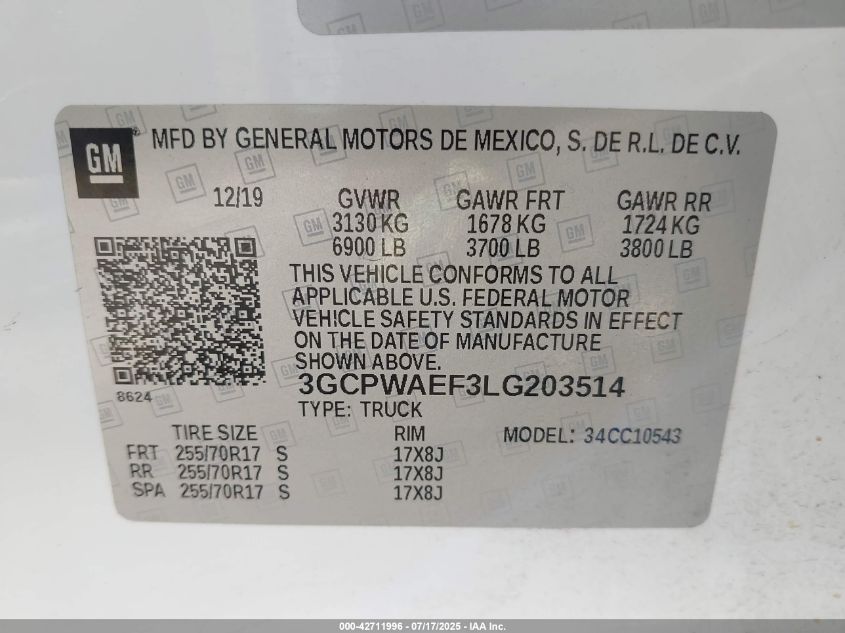 GM
MFD BY GENERAL MOTORS DE MEXICO, S. DE R.L. DE C.V.
12/19 GVWR GAWR FRT GAWR RR
3130 KG 1678 KG 1724 KG
6900 LB 3700 LB 3800 LB
THIS VEHICLE CONFORMS TO ALL
APPLICABLE U.S. FEDERAL MOTOR
VEHICLE SAFETY STANDARDS IN EFFECT
ON THE DATE OF MANUFACTURE
SHOWN ABOVE.
8624 3GCPWAEF3LG203514
TYPE: TRUCK
TIRE SIZE RIM MODEL: 34CC10543
FRT 255/70R17 S 17X8J
RR 255/70R17 S 17X8J
SPA 255/70R17 S 17X8J
000-42711996 - 07/17/2025 - IAA Inc.